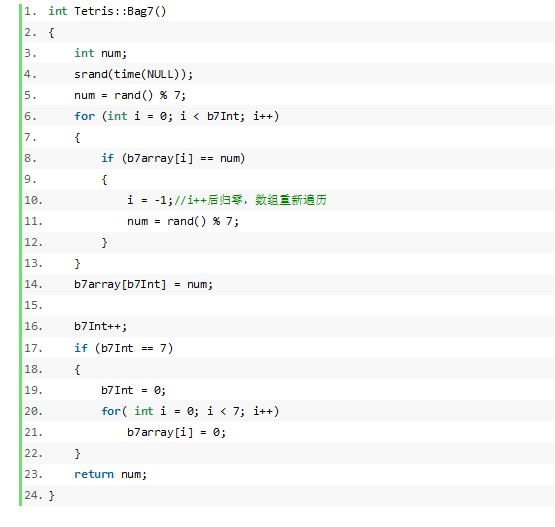 1. int Tetris::Bag7()
2. {
3.     int num;
4.     srand(time(NULL));
5.     num = rand() % 7;
6.     for (int i = 0; i < b7Int; i++)
7.     {
8.         if (b7array[i] == num)
9.         {
10.             i = -1;//i++后归零，数组重新遍历
11.             num = rand() % 7;
12.         }
13.     }
14.     b7array[b7Int] = num;
15.
16.     b7Int++;
17.     if (b7Int == 7)
18.     {
19.         b7Int = 0;
20.         for( int i = 0; i < 7; i++)
21.             b7array[i] = 0;
22.     }
23.     return num;
24. }